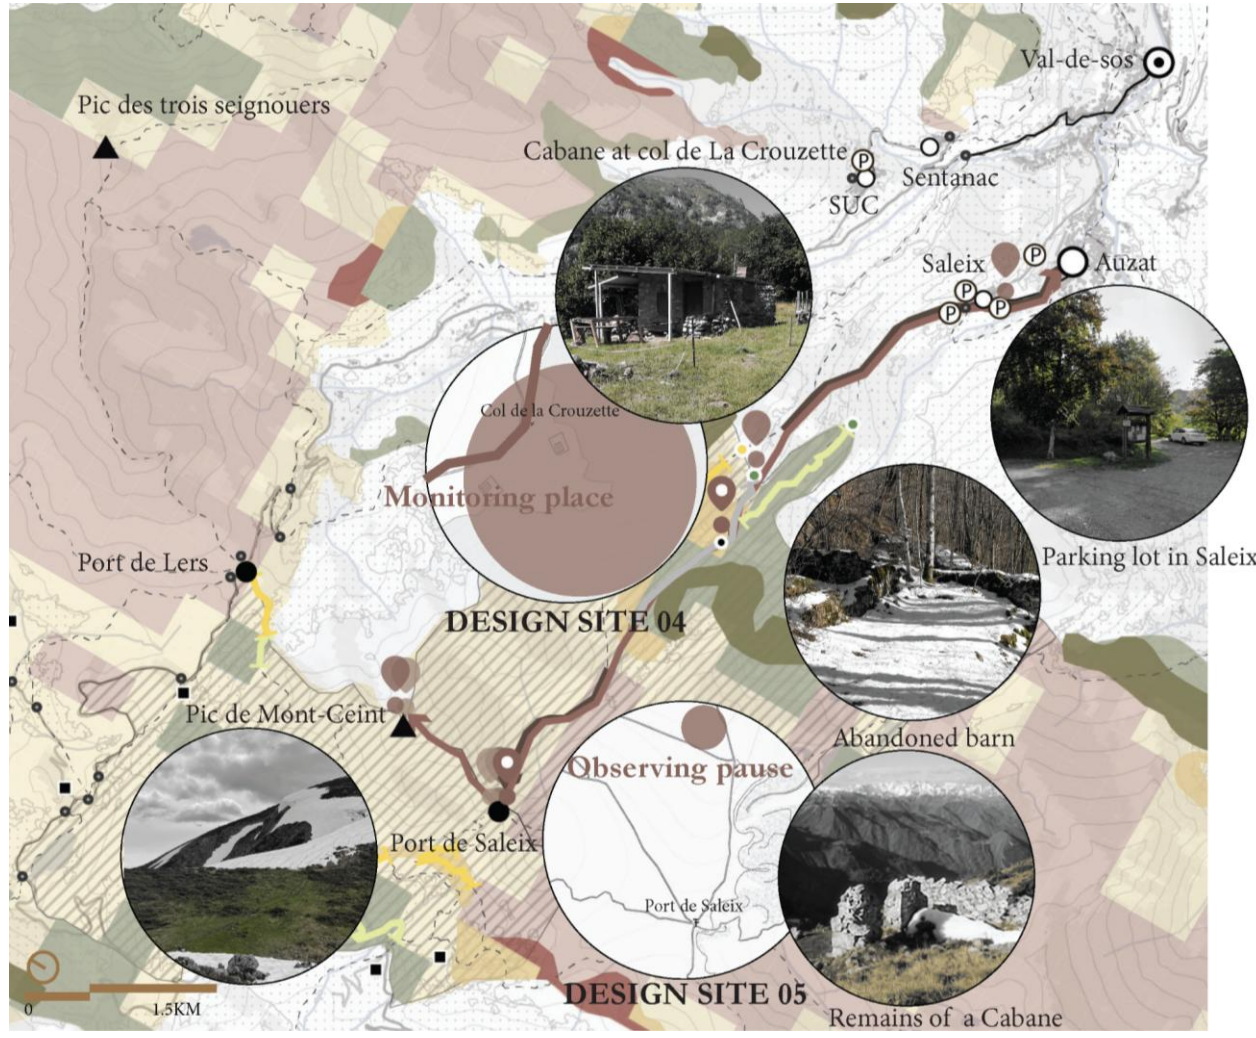 Val-de-sos
Pic des trois seignouers
Cabane at col de La Crouzette
P
Sentanac
SUC
Saleix
P
Auzat
P
P
P
Col de la Crouzette
Monitoring place
Parking lot in Saleix
Port de Lers
DESIGN SITE 04
Pic de Mont-Ceint
Abandoned barn
Observing pause
Port de Saleix
Port de Saleix
DESIGN SITE 05
0
1.5KM
Remains of a Cabane